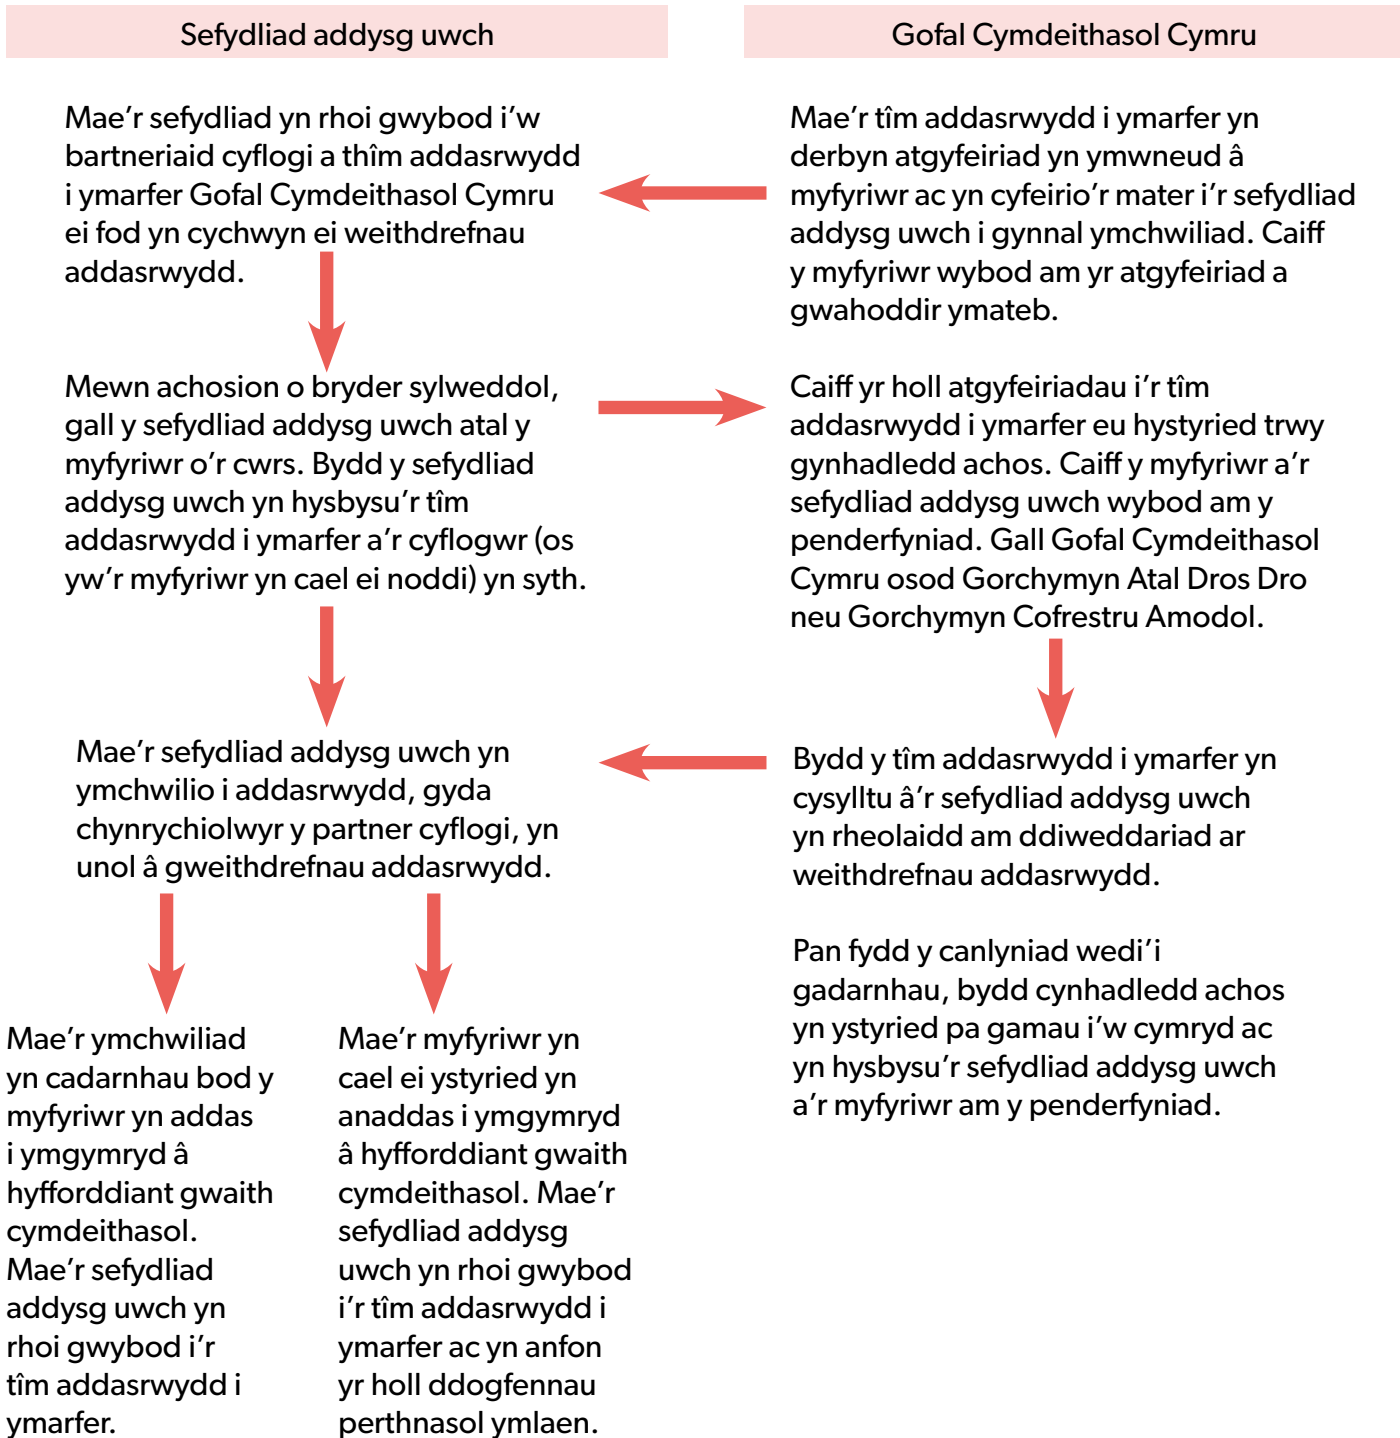 Sefydliad addysg uwch
Gofal Cymdeithasol Cymru
Mae’r sefydliad yn rhoi gwybod i’w
bartneriaid cyflogi a thîm addasrwydd
i ymarfer Gofal Cymdeithasol Cymru
ei fod yn cychwyn ei weithdrefnau
addasrwydd.
Mae’r tîm addasrwydd i ymarfer yn
derbyn atgyfeiriad yn ymwneud â
myfyriwr ac yn cyfeirio’r mater i’r sefydliad
addysg uwch i gynnal ymchwiliad. Caiff
y myfyriwr wybod am yr atgyfeiriad a
gwahoddir ymateb.
Mewn achosion o bryder sylweddol,
gall y sefydliad addysg uwch atal y
myfyriwr o’r cwrs. Bydd y sefydliad
addysg uwch yn hysbysu’r tîm
addasrwydd i ymarfer a’r cyflogwr (os
yw’r myfyriwr yn cael ei noddi) yn syth.
Caiff yr holl atgyfeiriadau i’r tîm
addasrwydd i ymarfer eu hystyried trwy
gynhadledd achos. Caiff y myfyriwr a’r
sefydliad addysg uwch wybod am y
penderfyniad. Gall Gofal Cymdeithasol
Cymru osod Gorchymyn Atal Dros Dro
neu Gorchymyn Cofrestru Amodol.
Mae’r sefydliad addysg uwch yn
ymchwilio i addasrwydd, gyda
chynrychiolwyr y partner cyflogi, yn
unol â gweithdrefnau addasrwydd.
Bydd y tîm addasrwydd i ymarfer yn
cysylltu â’r sefydliad addysg uwch
yn rheolaidd am ddiweddariad ar
weithdrefnau addasrwydd.
Pan fydd y canlyniad wedi’i
gadarnhau, bydd cynhadledd achos
yn ystyried pa gamau i’w cymryd ac
yn hysbysu’r sefydliad addysg uwch
a’r myfyriwr am y penderfyniad.
Mae’r ymchwiliad
yn cadarnhau bod y
myfyriwr yn addas
i ymgymryd â
hyfforddiant gwaith
cymdeithasol.
Mae’r sefydliad
addysg uwch yn
rhoi gwybod i’r
tîm addasrwydd i
ymarfer.
Mae’r myfyriwr yn
cael ei ystyried yn
anaddas i ymgymryd
â hyfforddiant gwaith
cymdeithasol. Mae’r
sefydliad addysg
uwch yn rhoi gwybod
i’r tîm addasrwydd i
ymarfer ac yn anfon
yr holl ddogfennau
perthnasol ymlaen.